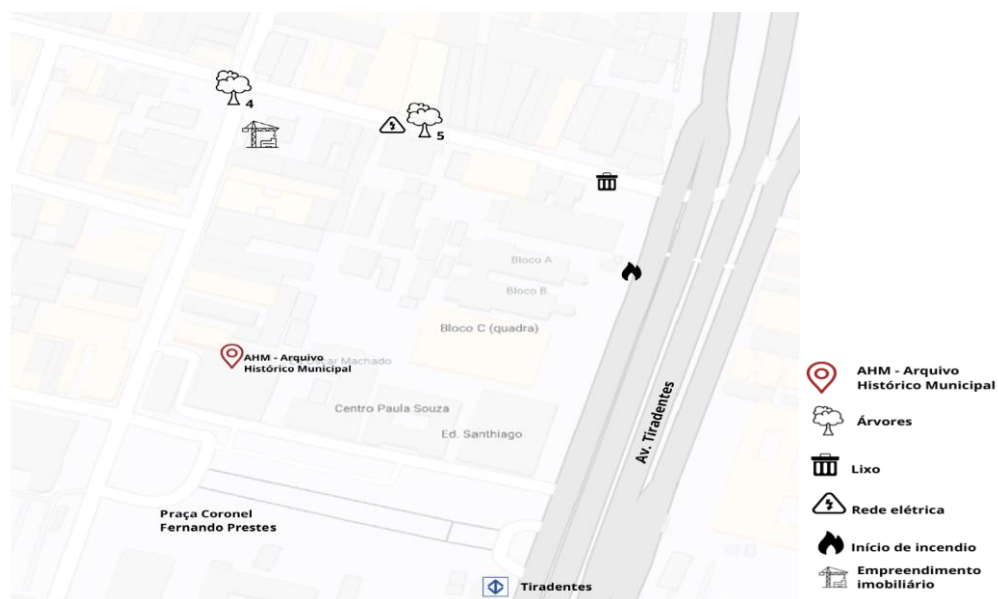 4
5
Bloco A
Bloco B
Bloco C (quadra)
AHM - Arquivo
Histórico Municipal
Machado
Centro Paula Souza
Ed. Santhiago
Av. Tiradentes
Praça Coronel
Fernando Prestes
Tiradentes
AHM - Arquivo
Histórico Municipal
Árvores
Lixo
Rede elétrica
Início de incendio
Empreendimento
imobiliário